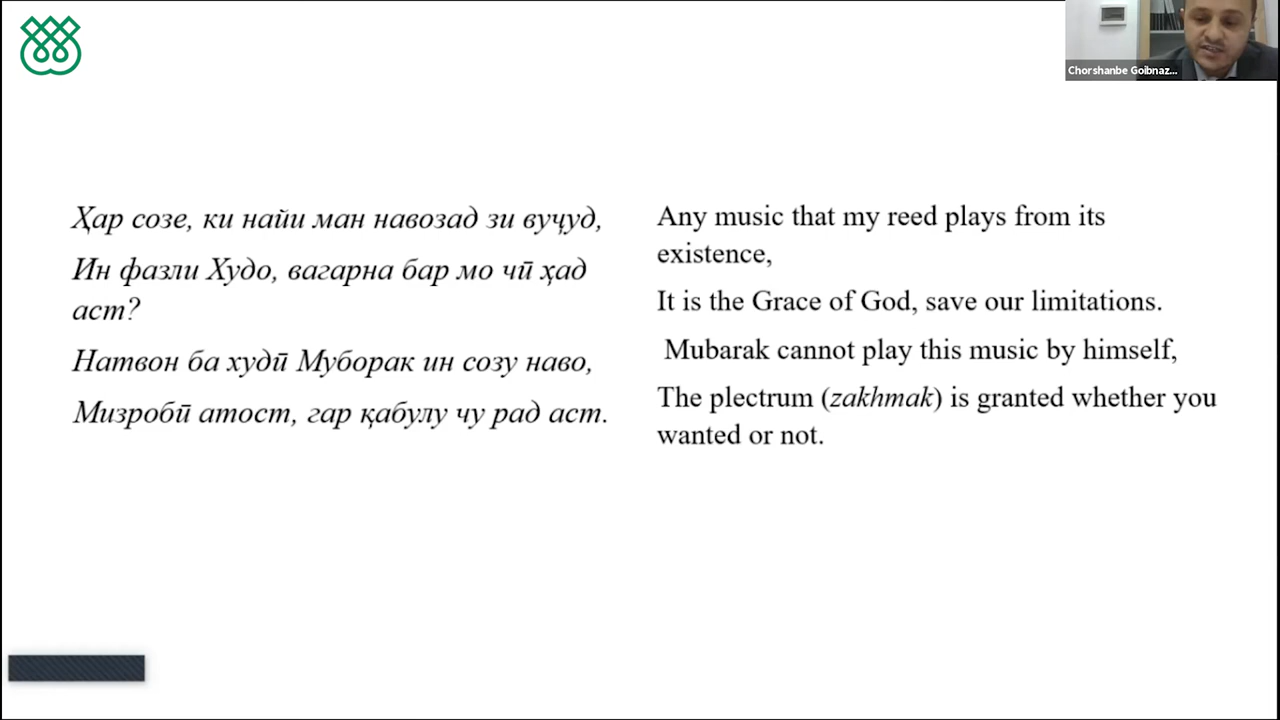 Chorshanbe Goibnaz...
Ҳар созе, ки найи ман навозад зи вуҷуд,
Ин фазли Худо, вагарна бар мо чӣ ҳад
аст?
Натвон ба худӣ Муборак ин созу наво,
Мизробӣ атост, гар қабулу чу рад аст.
Any music that my reed plays from its
existence,
It is the Grace of God, save our limitations.
Mubarak cannot play this music by himself,
The plectrum (zakhmak) is granted whether you
wanted or not.